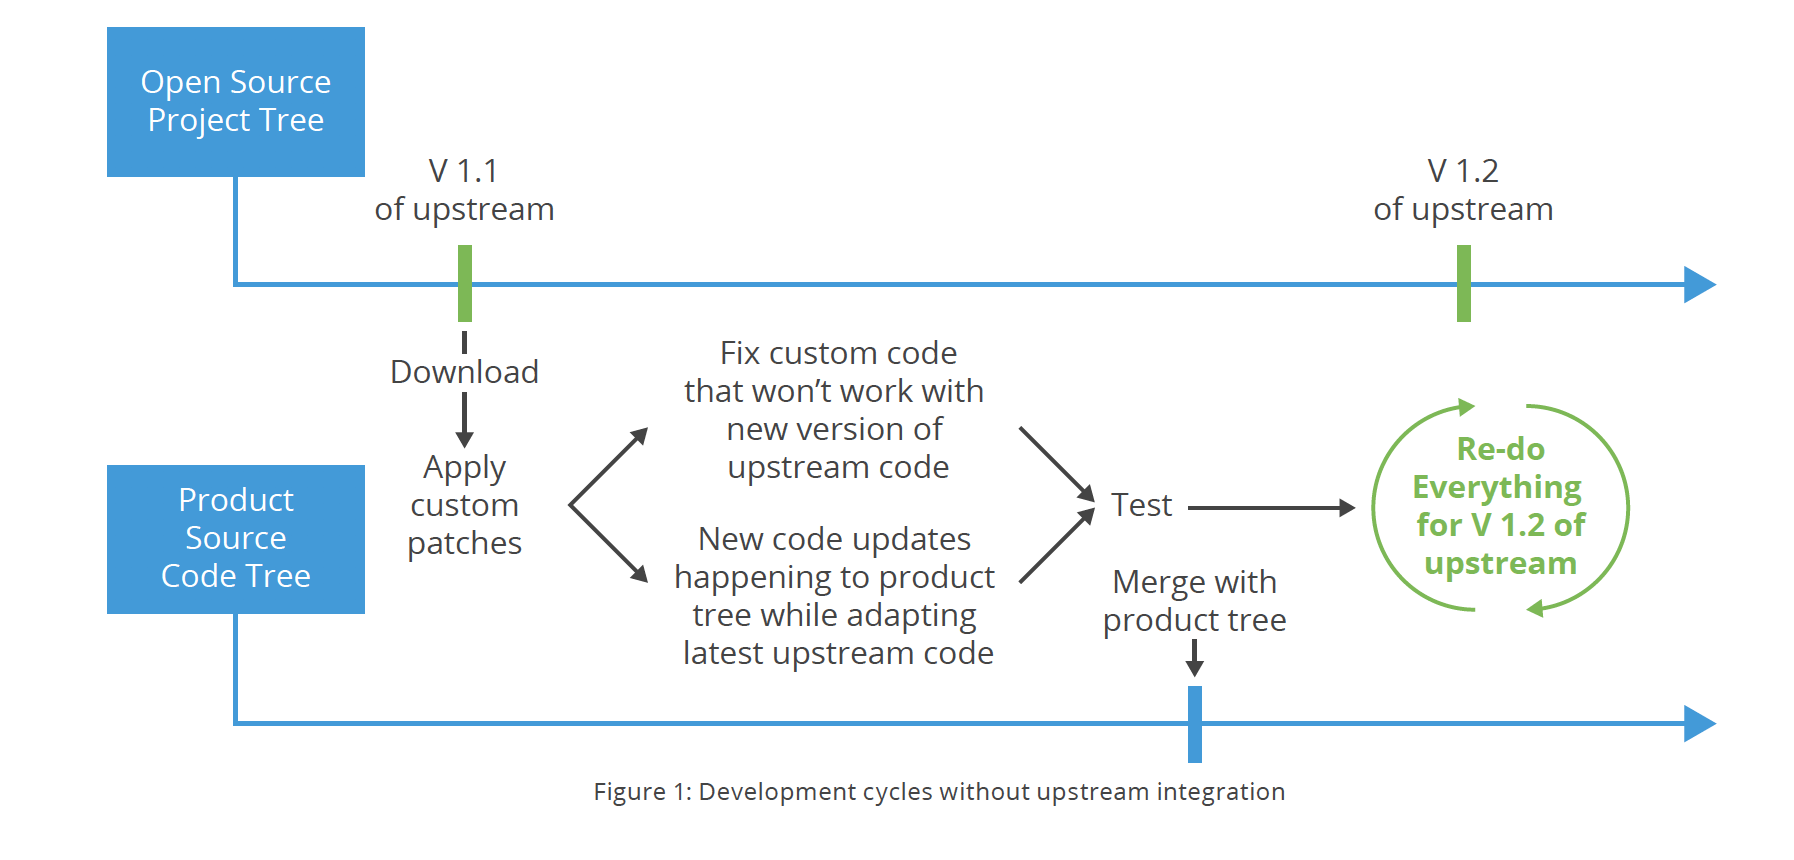 Open Source
Project Tree
V 1.1
of upstream
V 1.2
of upstream
Download
Apply
custom
patches
Fix custom code
that won’t work with
new version of
upstream code
New code updates
happening to product
tree while adapting
latest upstream code
Test
Re-do
Everything
for V 1.2 of
upstream
Product
Source
Code Tree
Merge with
product tree
Figure 1: Development cycles without upstream integration